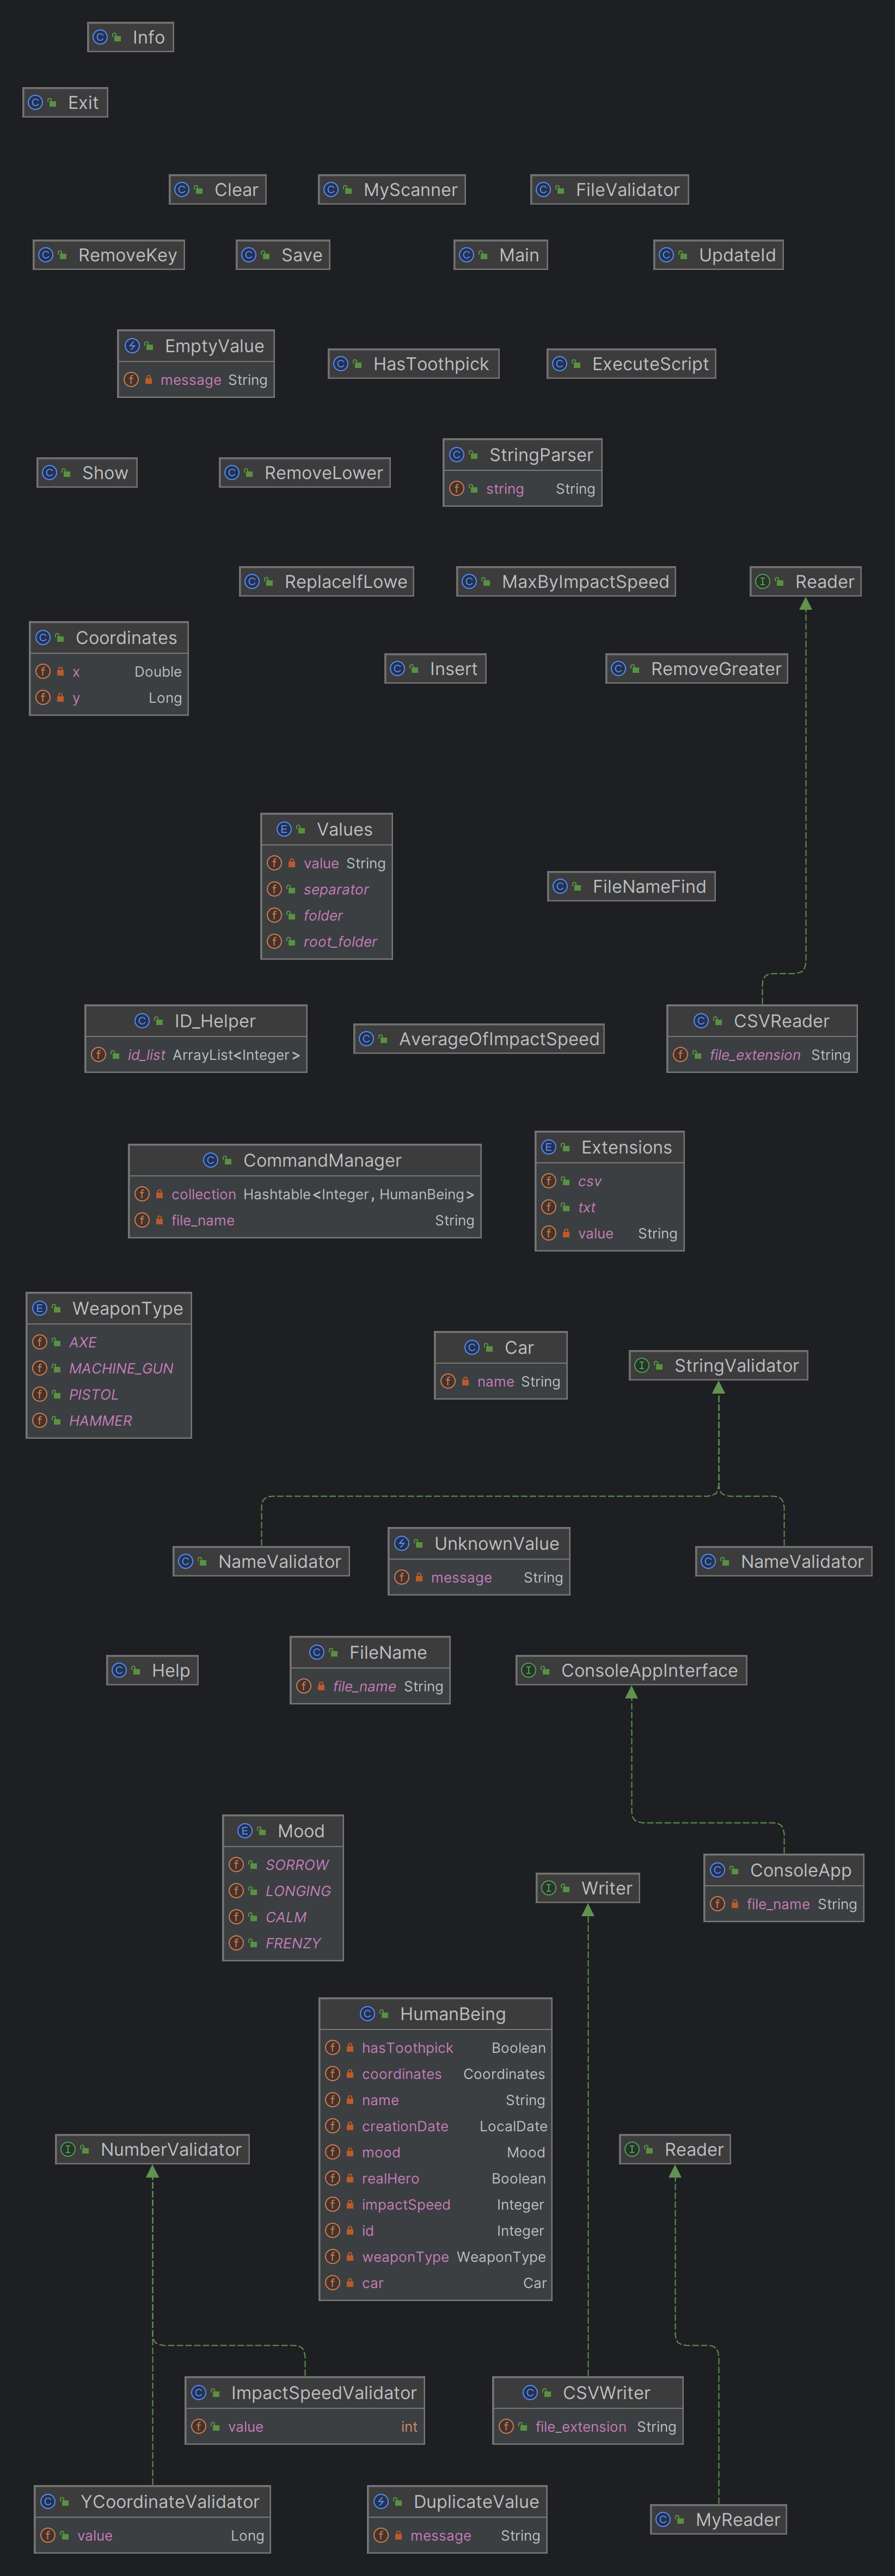 Info
Exit
Clear
MyScanner
FileValidator
RemoveKey
Save
Main
UpdateId
EmptyValue
message String
HasToothpick
ExecuteScript
Show
RemoveLower
StringParser
string String
ReplaceIfLowe
MaxByImpactSpeed
Reader
Coordinates
x Double
y Long
Insert
RemoveGreater
Values
value String
separator
folder
root_folder
FileNameFind
ID_Helper
id_list ArrayList<Integer>
AverageOfImpactSpeed
CSVReader
file_extension String
CommandManager
collection Hashtable<Integer, HumanBeing>
file_name String
Extensions
csv
txt
value String
WeaponType
AXE
MACHINE_GUN
PISTOL
HAMMER
Car
name String
StringValidator
NameValidator
UnknownValue
message String
NameValidator
Help
FileName
file_name String
ConsoleAppInterface
Mood
SORROW
LONGING
CALM
FRENZY
Writer
ConsoleApp
file_name String
HumanBeing
hasToothpick Boolean
coordinates Coordinates
name String
creationDate LocalDate
mood Mood
realHero Boolean
impactSpeed Integer
id Integer
weaponType WeaponType
car Car
NumberValidator
Reader
ImpactSpeedValidator
value int
CSVWriter
file_extension String
YCoordinateValidator
value Long
DuplicateValue
message String
MyReader